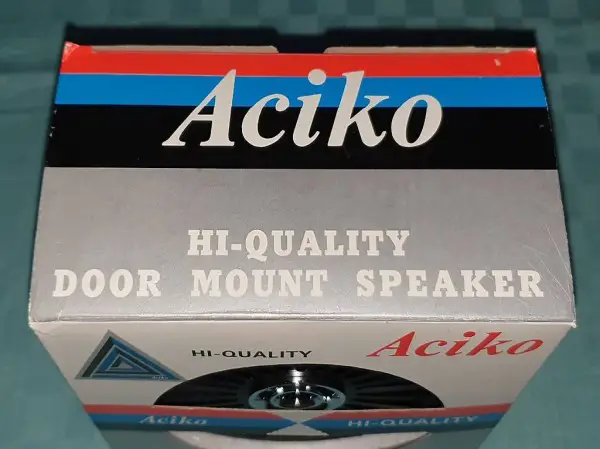 Aciko
HI-QUALITY
DOOR MOUNT SPEAKER
HI-QUALITY
Aciko
Aciko
HI-QUALITY